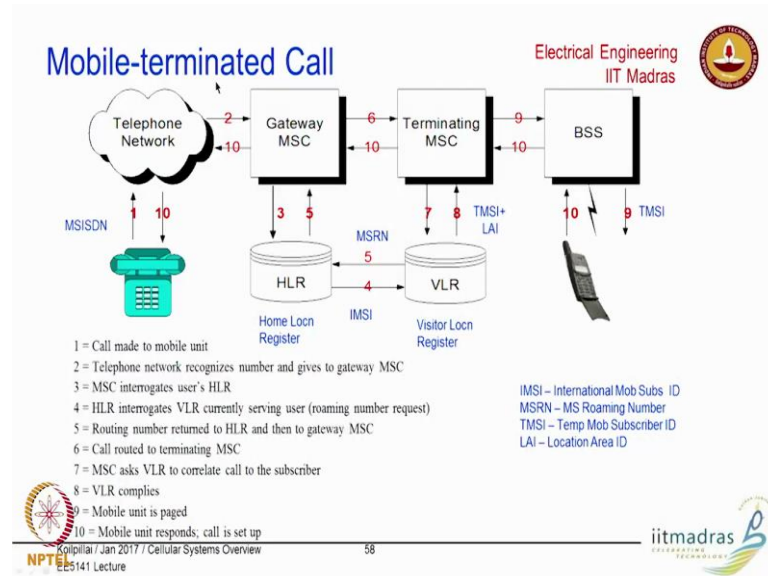 Mobile-terminated Call
Electrical Engineering
IIT Madras
Telephone
Network
2
10
Gateway
MSC
6
10
Terminating
MSC
9
10
BSS
MSISDN
1
10
3
5
MSRN
5
4
IMSI
7
8
TMSI+
LAI
10
9
TMSI
HLR
VLR
Home Locn
Register
Visitor Locn
Register
1 = Call made to mobile unit
2 = Telephone network recognizes number and gives to gateway MSC
3 = MSC interrogates user's HLR
4 = HLR interrogates VLR currently serving user (roaming number request)
5 = Routing number returned to HLR and then to gateway MSC
6 = Call routed to terminating MSC
7 = MSC asks VLR to correlate call to the subscriber
8 = VLR complies
9 = Mobile unit is paged
10 = Mobile unit responds; call is set up
IMSI – International Mob Subs ID
MSRN – MS Roaming Number
TMSI – Temp Mob Subscriber ID
LAI – Location Area ID
NPTEL
Koilpillai / Jan 2017 / Cellular Systems Overview
58
EE5141 Lecture
iitmadras
CELEBRATING
TECHNOLOGY